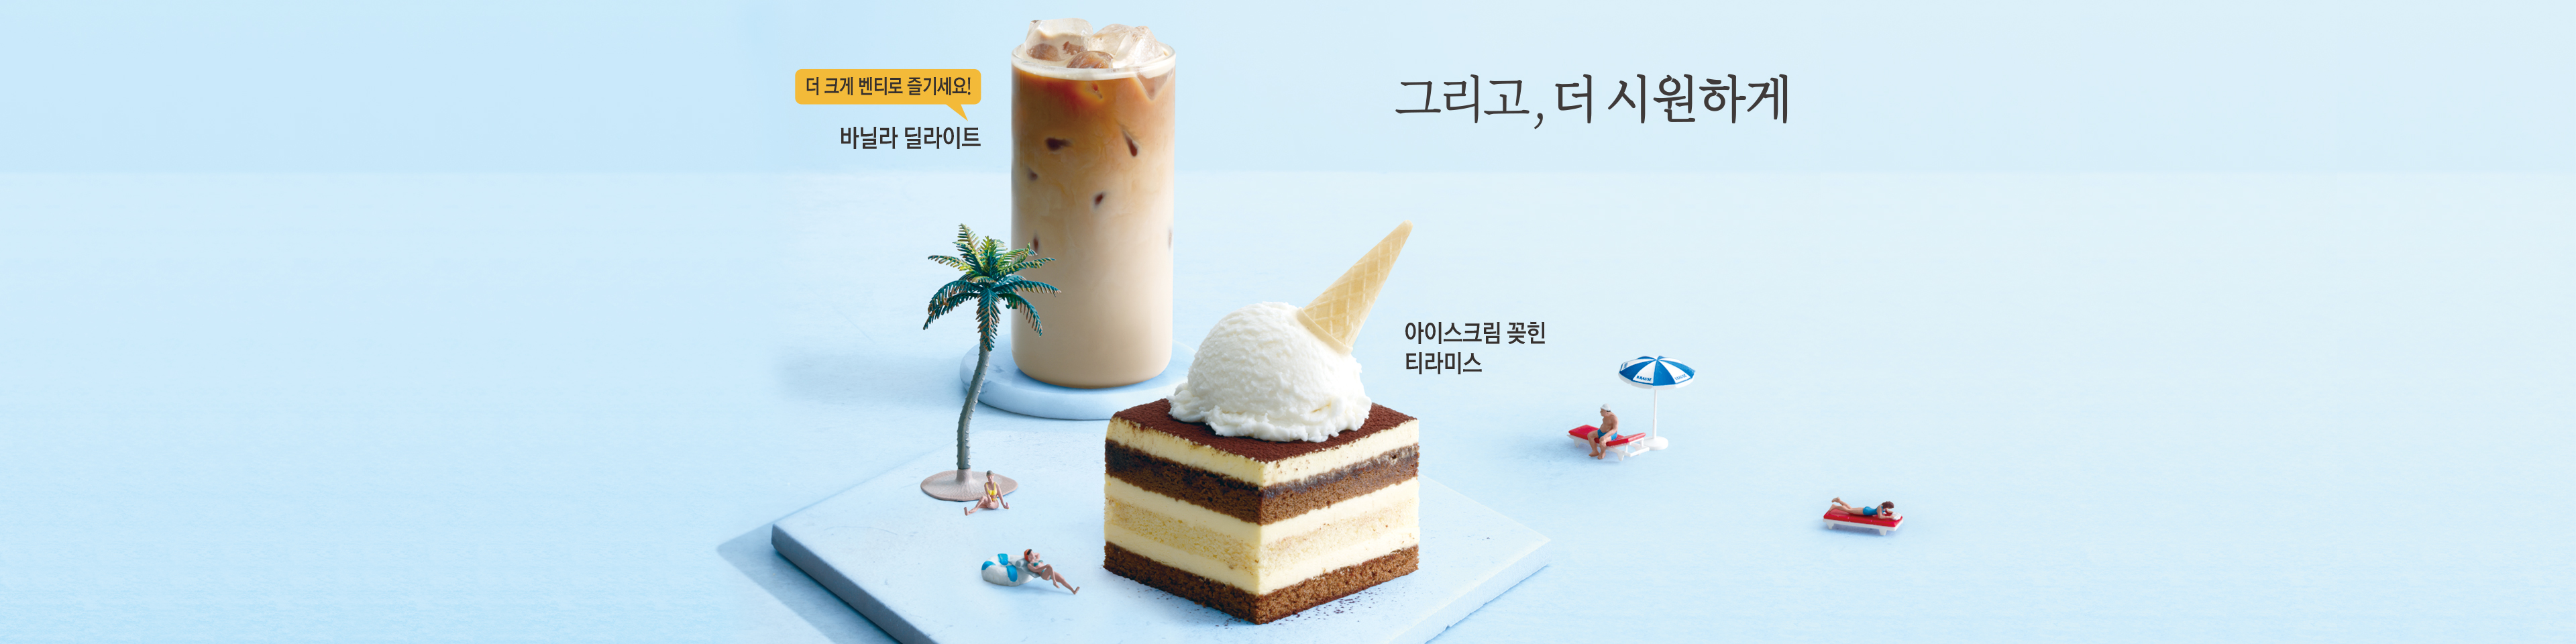 더 크게 벤티로 즐기세요!
바닐라 딜라이트
그리고, 더 시원하게
아이스크림 꽂힌
티라미스